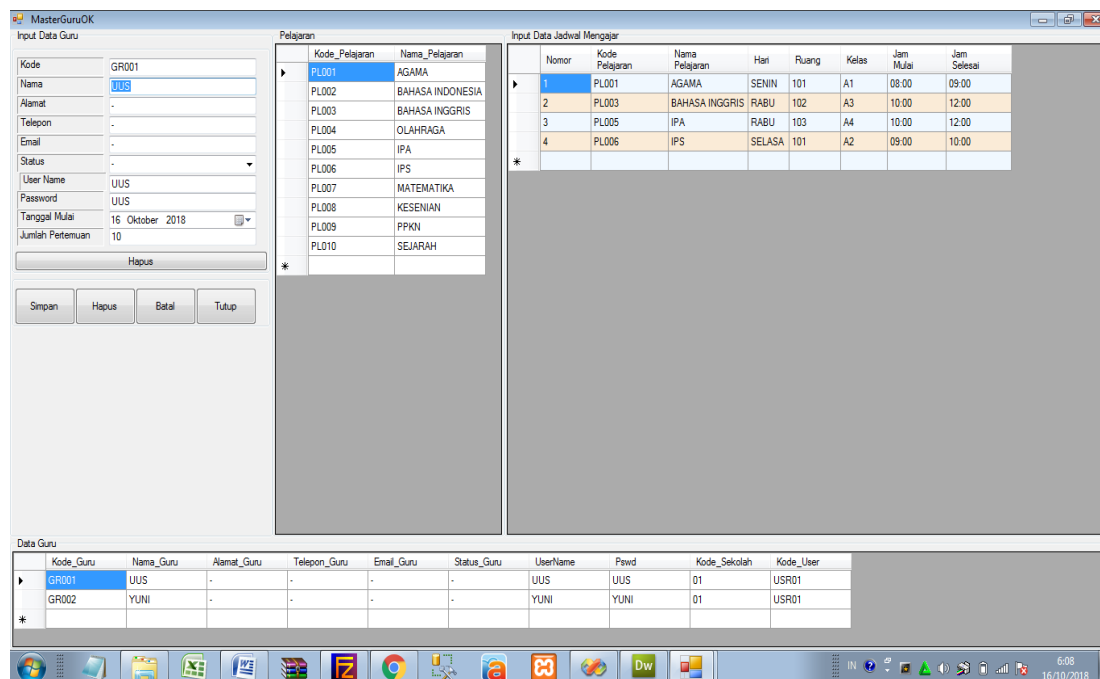 MasterGuruOK
Input Data Guru
Kode GR001
Nama UUS
Alamat -
Telepon -
Email -
Status -
User Name UUS
Password UUS
Tanggal Mulai 16 Oktober 2018
Jumlah Pertemuan 10
Hapus
Simpan Hapus Batal Tutup
Pelajaran
Kode_Pelajaran Nama_Pelajaran
PL001 AGAMA
PL002 BAHASA INDONESIA
PL003 BAHASA INGGRIS
PL004 OLAHRAGA
PL005 IPA
PL006 IPS
PL007 MATEMATIKA
PL008 KESENIAN
PL009 PPKN
PL010 SEJARAH
Input Data Jadwal Mengajar
Nomor Kode Pelajaran Nama Pelajaran Hari Ruang Kelas Jam Mulai Jam Selesai
1 PL001 AGAMA SENIN 101 A1 08:00 09:00
2 PL003 BAHASA INGGRIS RABU 102 A3 10:00 12:00
3 PL005 IPA RABU 103 A4 10:00 12:00
4 PL006 IPS SELASA 101 A2 09:00 10:00
Data Guru
Kode_Guru Nama_Guru Alamat_Guru Telepon_Guru Email_Guru Status_Guru UserName Pswd Kode_Sekolah Kode_User
GR001 UUS - - - - UUS UUS 01 USR01
GR002 YUNI - - - - YUNI YUNI 01 USR01
Dw
IN
6:08
16/10/2018